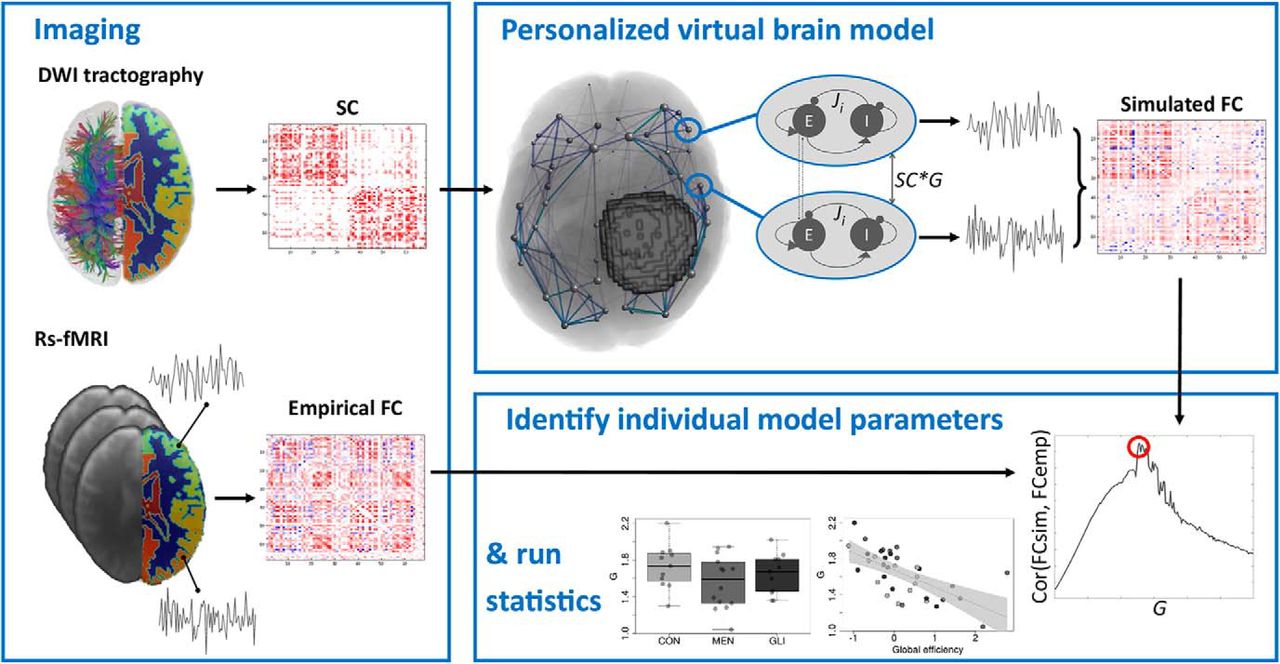 Imaging
DWI tractography
SC
Rs-fMRI
Empirical FC
Personalized virtual brain model
J_i
E
I
SC*G
J_i
E
I
Simulated FC
Identify individual model parameters
& run
statistics
G
2.2
1.8
1.4
1.0
CON
MEN
GLI
G
2.2
1.8
1.4
1.0
-1
0
1
2
Global efficiency
Cor(FCsim, FCemp)
G